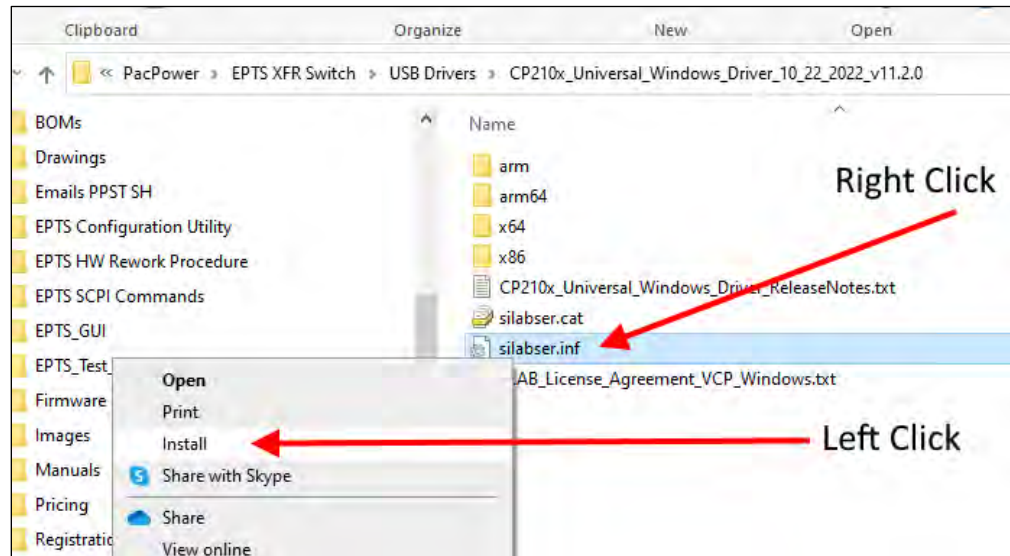 Clipboard Organize New Open
« PacPower › EPTS XFR Switch › USB Drivers › CP210x_Universal_Windows_Driver_10_22_2022_v11.2.0
BOMs
Drawings
Emails PPST SH
EPTS Configuration Utility
EPTS HW Rework Procedure
EPTS SCPI Commands
EPTS_GUI
EPTS_Test_
Firmware
Images
Manuals
Pricing
Registratio
Name
arm
arm64
x64
x86
CP210x_Universal_Windows_Driver_ReleaseNotes.txt
silabser.cat
silabser.inf
LAB_License_Agreement_VCP_Windows.txt
Right Click
Open
Print
Install
Share with Skype
Share
View online
Left Click